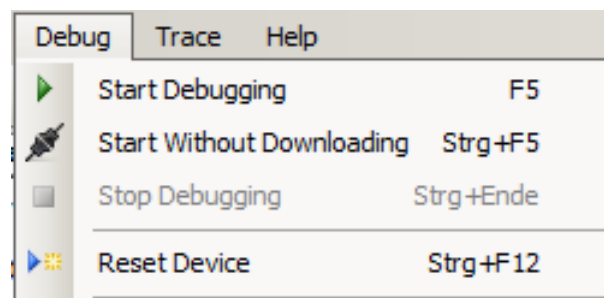 Debug Trace Help
Start Debugging F5
Start Without Downloading Strg+F5
Stop Debugging Strg+Ende
Reset Device Strg+F12